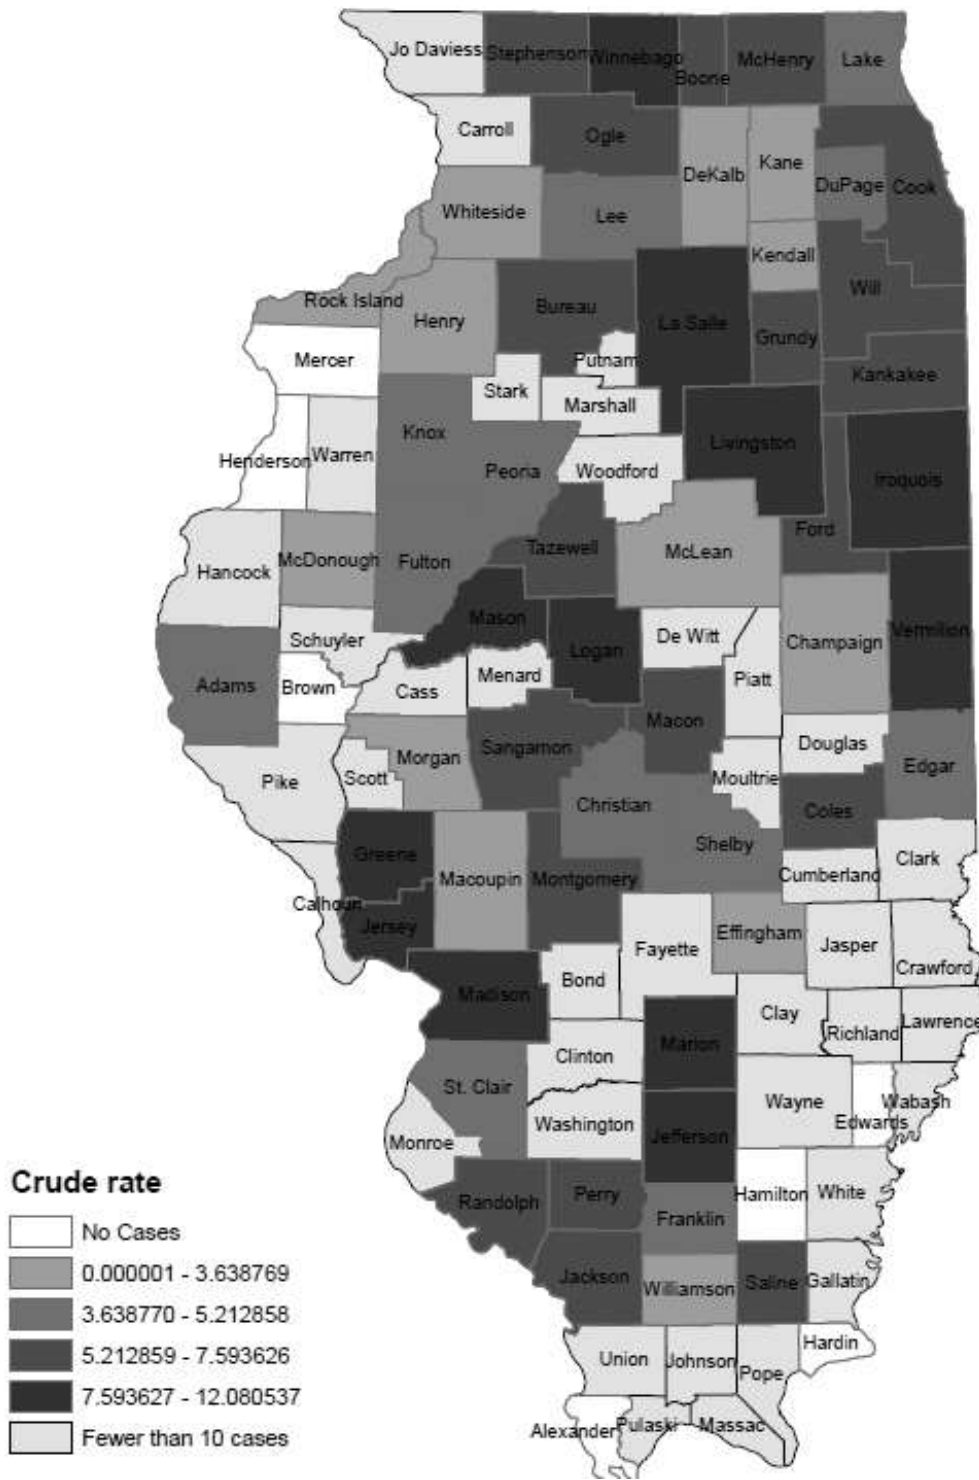 Jo Daviess
Stephenson
Winnebago
Boone
McHenry
Lake
Carroll
Ogle
DeKalb
Kane
DuPage
Cook
Whiteside
Lee
Kendall
Rock Island
Henry
Bureau
La Salle
Will
Grundy
Mercer
Putnam
Kankakee
Stark
Marshall
Henderson
Warren
Knox
Peoria
Woodford
Livingston
Iroquois
Ford
Hancock
McDonough
Fulton
Tazewell
McLean
Schuyler
Mason
Logan
De Witt
Champaign
Vermilion
Adams
Brown
Cass
Menard
Piatt
Pike
Scott
Morgan
Sangamon
Macon
Moultrie
Douglas
Edgar
Christian
Shelby
Coles
Greene
Macoupin
Montgomery
Cumberland
Clark
Calhoun
Jersey
Fayette
Effingham
Jasper
Crawford
Madison
Bond
Clay
Richland
Lawrence
Clinton
Marion
St. Clair
Washington
Wayne
Edwards
Wabash
Monroe
Jefferson
Randolph
Perry
Franklin
Hamilton
White
Jackson
Williamson
Saline
Gallatin
Union
Johnson
Pope
Hardin
Alexander
Pulaski
Massac
Crude rate
No Cases
0.000001 - 3.638769
3.638770 - 5.212858
5.212859 - 7.593626
7.593627 - 12.080537
Fewer than 10 cases